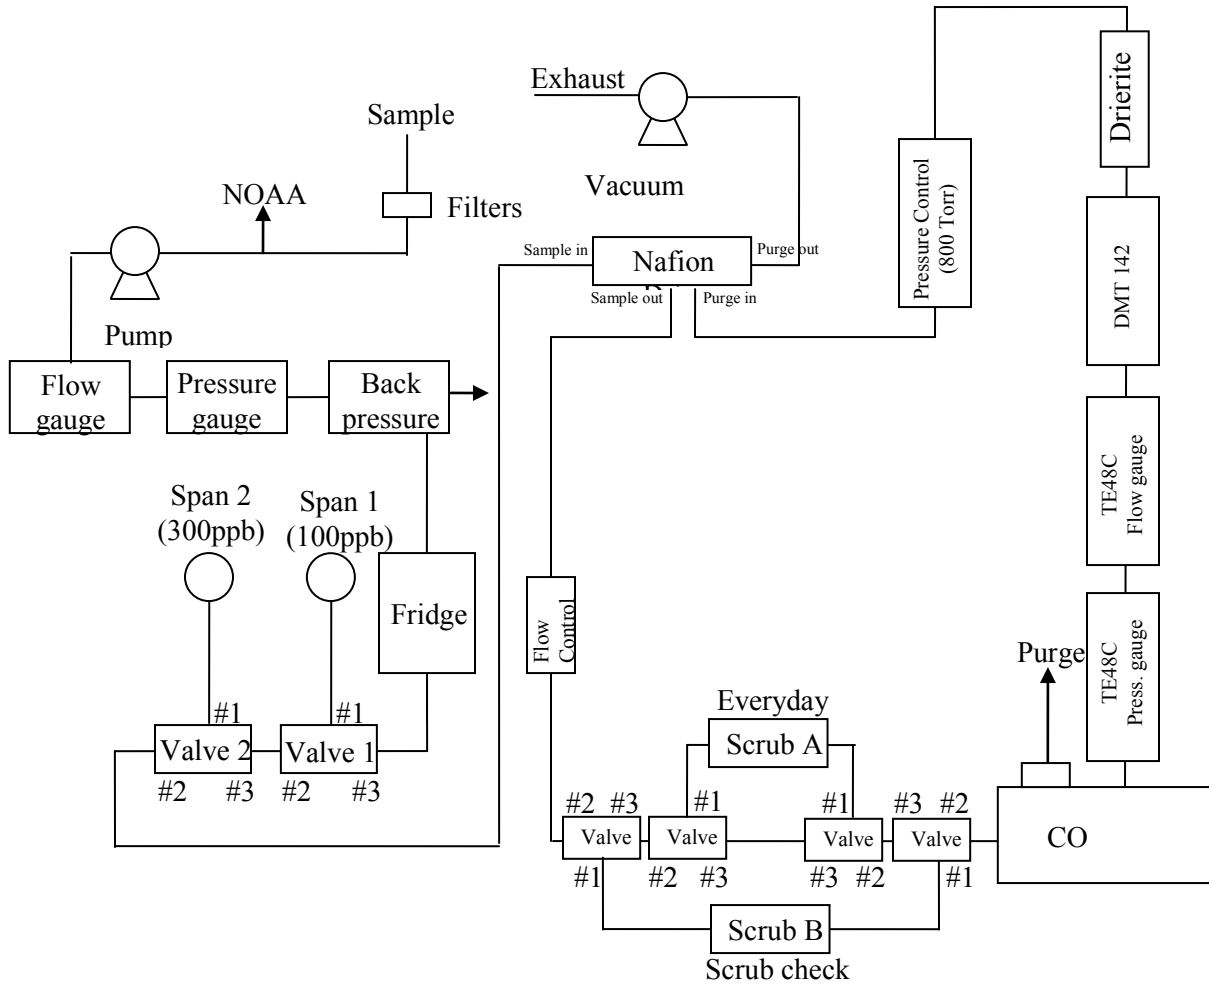 Exhaust
Sample
Vacuum
NOAA
Filters
Drierite
Pressure Control
(800 Torr)
Sample in
Nafion
Purge out
Sample out
Purge in
DMT 142
Pump
Flow
gauge
Pressure
gauge
Back
pressure
TE48C
Flow gauge
Span 2
(300ppb)
Span 1
(100ppb)
Fridge
Flow
Control
TE48C
Press. gauge
Purge
#1
#1
Valve 2
Valve 1
#2
#3
#2
#3
Everyday
Scrub A
#2
#3
#1
#1
#3
#2
Valve
Valve
Valve
Valve
CO
#1
#2
#3
#3
#2
#1
Scrub B
Scrub check